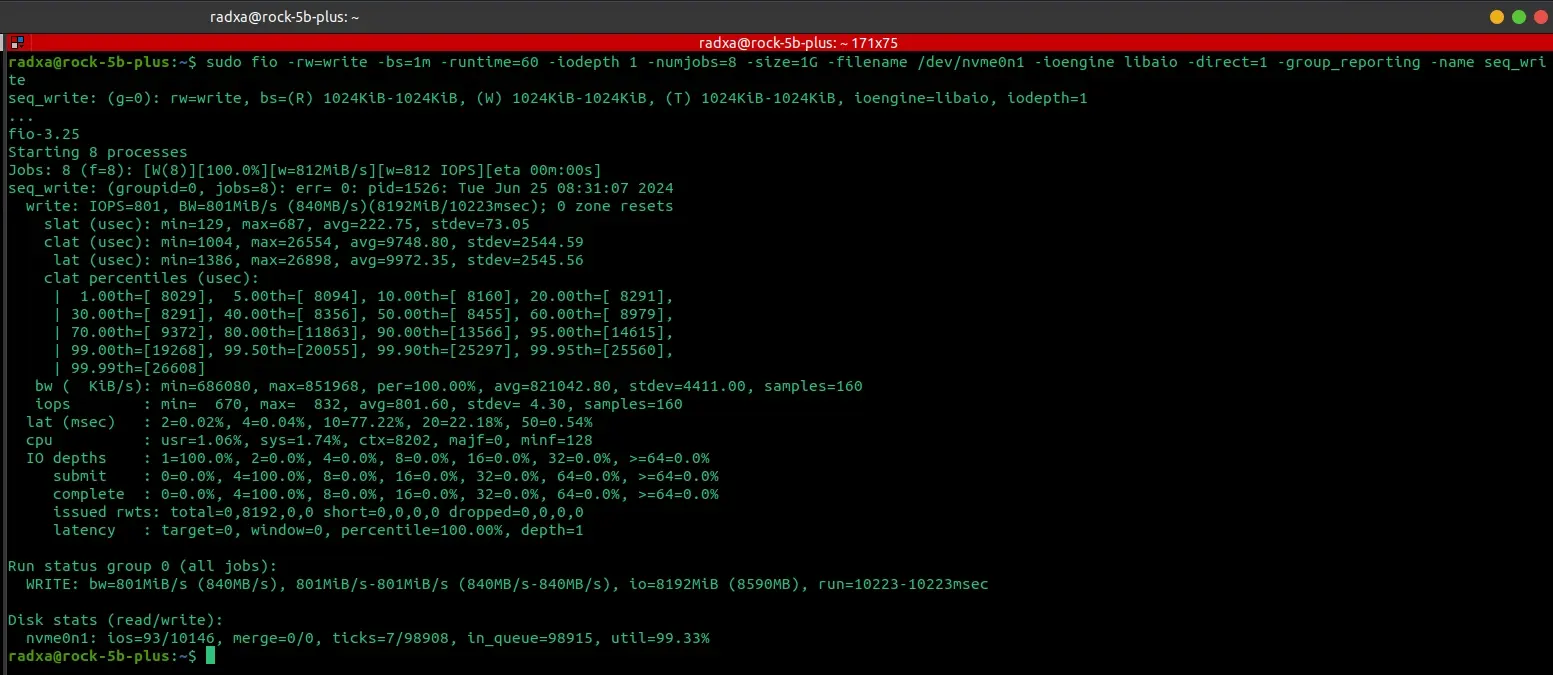 radxa@rock-5b-plus: ~
radxa@rock-5b-plus: ~ 171x75
radxa@rock-5b-plus:~$ sudo fio -rw=write -bs=1m -runtime=60 -iodepth 1 -numjobs=8 -size=1G -filename /dev/nvme0n1 -ioengine libaio -direct=1 -group_reporting -name seq_wri
te
seq_write: (g=0): rw=write, bs=(R) 1024KiB-1024KiB, (W) 1024KiB-1024KiB, (T) 1024KiB-1024KiB, ioengine=libaio, iodepth=1
...
fio-3.25
Starting 8 processes
Jobs: 8 (f=8): [W(8)][100.0%][w=812MiB/s][w=812 IOPS][eta 00m:00s]
seq_write: (groupid=0, jobs=8): err= 0: pid=1526: Tue Jun 25 08:31:07 2024
  write: IOPS=801, BW=801MiB/s (840MB/s)(8192MiB/10223msec); 0 zone resets
    slat (usec): min=129, max=687, avg=222.75, stdev=73.05
    clat (usec): min=1004, max=26554, avg=9748.80, stdev=2544.59
     lat (usec): min=1386, max=26898, avg=9972.35, stdev=2545.56
    clat percentiles (usec):
     |  1.00th=[ 8029],  5.00th=[ 8094], 10.00th=[ 8160], 20.00th=[ 8291],
     | 30.00th=[ 8291], 40.00th=[ 8356], 50.00th=[ 8455], 60.00th=[ 8979],
     | 70.00th=[ 9372], 80.00th=[11863], 90.00th=[13566], 95.00th=[14615],
     | 99.00th=[19268], 99.50th=[20055], 99.90th=[25297], 99.95th=[25560],
     | 99.99th=[26608]
   bw (  KiB/s): min=686080, max=851968, per=100.00%, avg=821042.80, stdev=4411.00, samples=160
   iops        : min=  670, max=  832, avg=801.60, stdev= 4.30, samples=160
  lat (msec)   : 2=0.02%, 4=0.04%, 10=77.22%, 20=22.18%, 50=0.54%
  cpu          : usr=1.06%, sys=1.74%, ctx=8202, majf=0, minf=128
  IO depths    : 1=100.0%, 2=0.0%, 4=0.0%, 8=0.0%, 16=0.0%, 32=0.0%, >=64=0.0%
     submit    : 0=0.0%, 4=100.0%, 8=0.0%, 16=0.0%, 32=0.0%, 64=0.0%, >=64=0.0%
     complete  : 0=0.0%, 4=100.0%, 8=0.0%, 16=0.0%, 32=0.0%, 64=0.0%, >=64=0.0%
     issued rwts: total=0,8192,0,0 short=0,0,0,0 dropped=0,0,0,0
     latency   : target=0, window=0, percentile=100.00%, depth=1
Run status group 0 (all jobs):
  WRITE: bw=801MiB/s (840MB/s), 801MiB/s-801MiB/s (840MB/s-840MB/s), io=8192MiB (8590MB), run=10223-10223msec
Disk stats (read/write):
  nvme0n1: ios=93/10146, merge=0/0, ticks=7/98908, in_queue=98915, util=99.33%
radxa@rock-5b-plus:~$